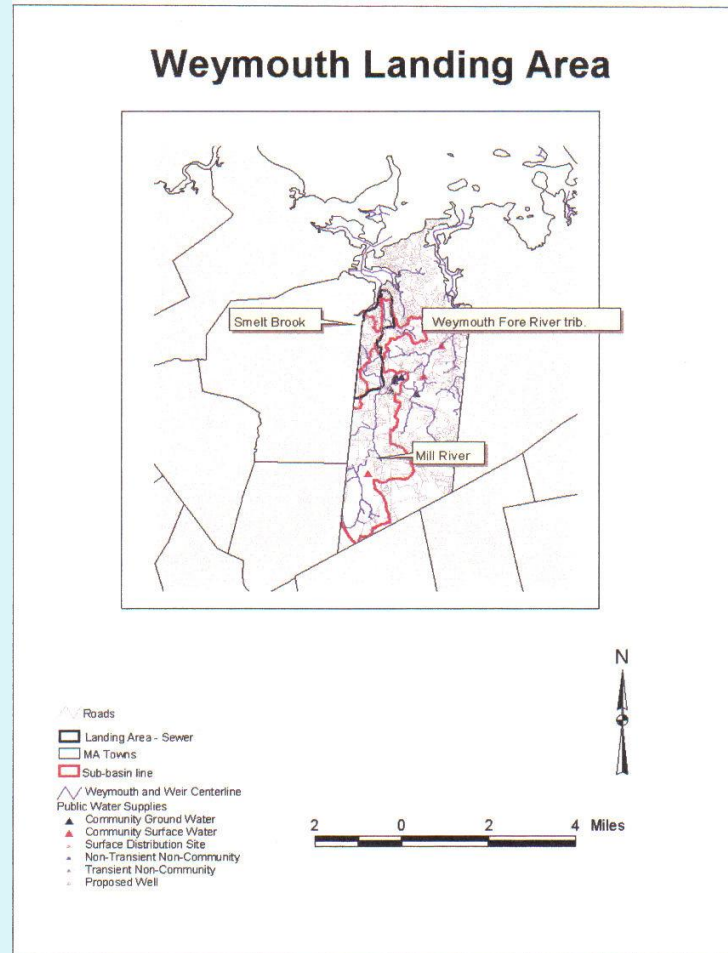 Weymouth Landing Area
Smelt Brook
Weymouth Fore River trib.
Mill River
N
Roads
Landing Area - Sewer
MA Towns
Sub-basin line
Weymouth and Weir Centerline
Public Water Supplies
Community Ground Water
Community Surface Water
Surface Distribution Site
Non-Transient Non-Community
Transient Non-Community
Proposed Well
2 0 2 4 Miles